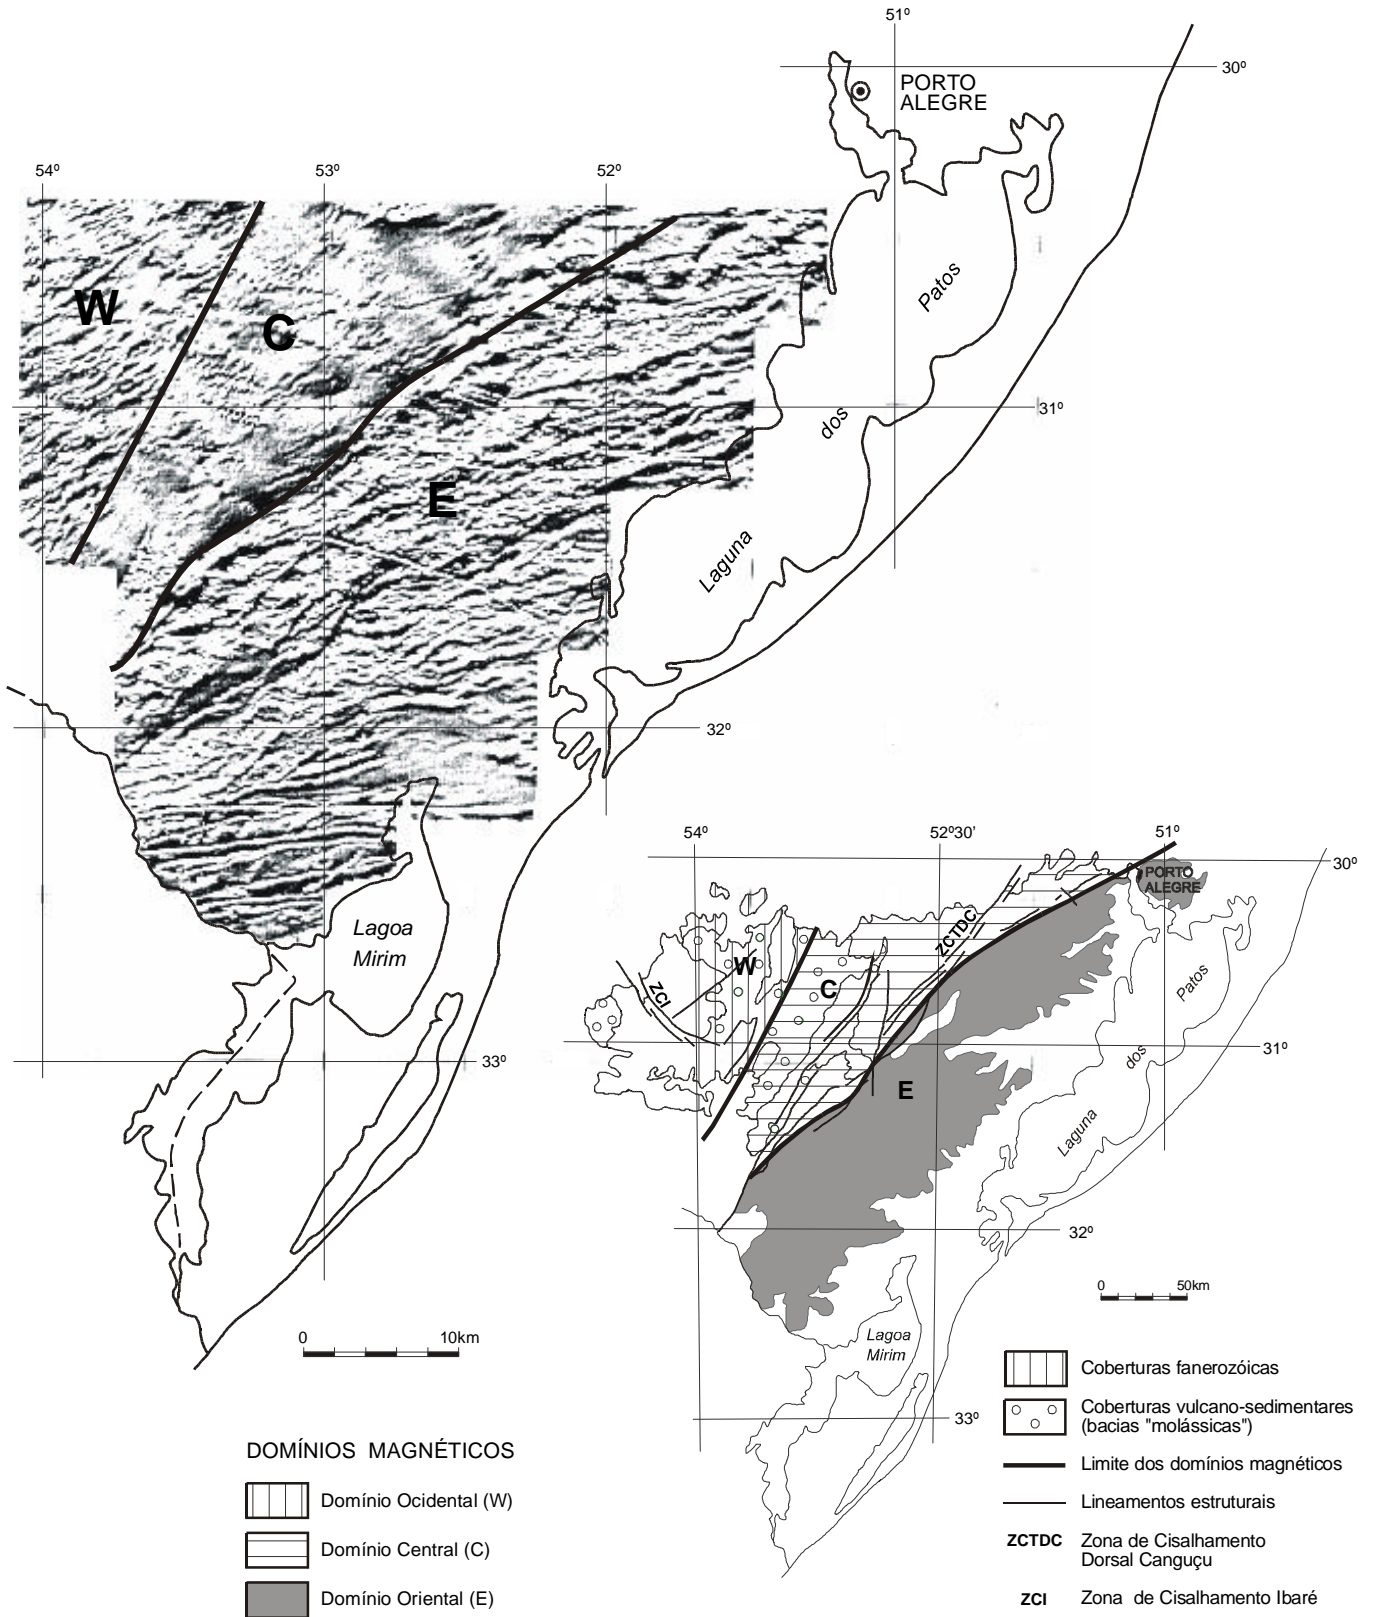 51º
30º
PORTO
ALEGRE
54º
53º
52º
W
C
E
Patos
dos
Laguna
31º
32º
Lagoa
Mirim
33º
0
10km
54º
52º30'
51º
30º
PORTO
ALEGRE
ZCTDC
W
ZCI
C
E
Patos
dos
Laguna
31º
32º
0
50km
Lagoa
Mirim
33º
DOMÍNIOS MAGNÉTICOS
Domínio Ocidental (W)
Domínio Central (C)
Domínio Oriental (E)
Coberturas fanerozóicas
Coberturas vulcano-sedimentares
(bacias "molássicas")
Limite dos domínios magnéticos
Lineamentos estruturais
ZCTDC Zona de Cisalhamento
Dorsal Canguçu
ZCI Zona de Cisalhamento Ibaré